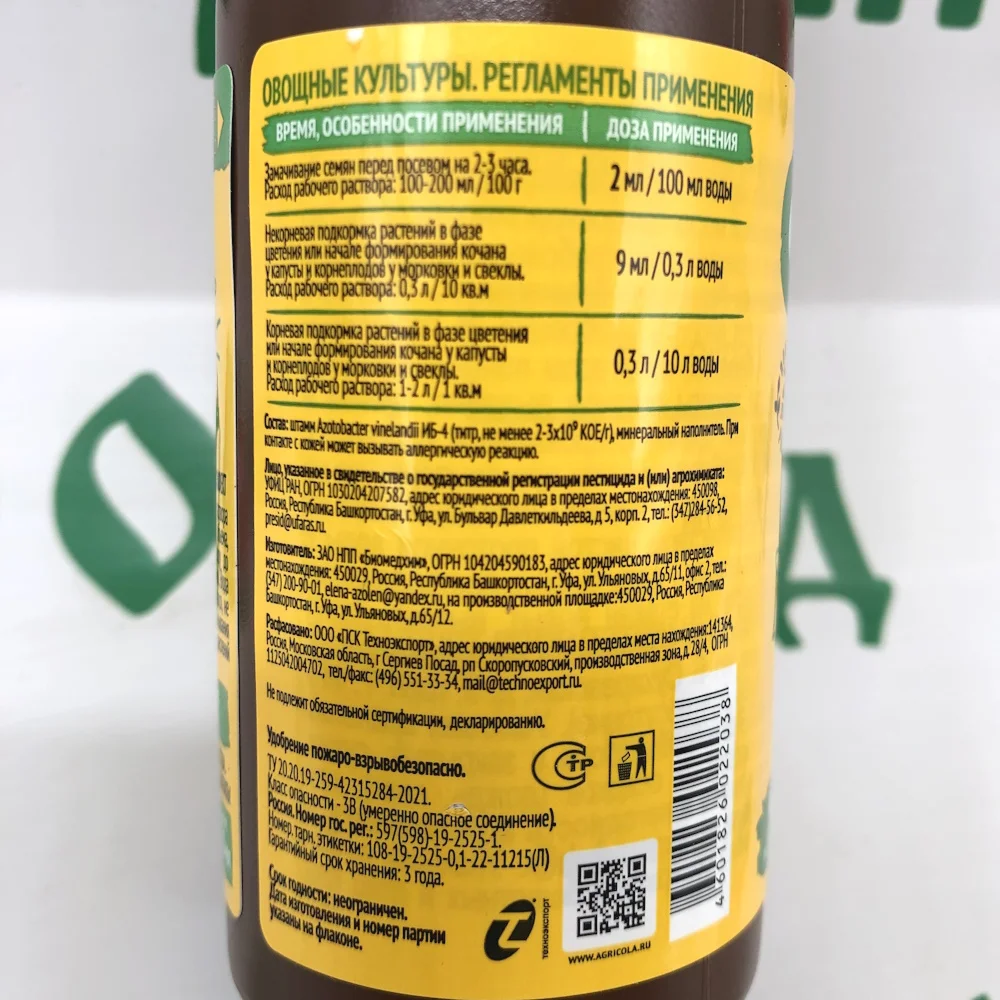 ОВОЩНЫЕ КУЛЬТУРЫ. РЕГЛАМЕНТЫ ПРИМЕНЕНИЯ
ВРЕМЯ, ОСОБЕННОСТИ ПРИМЕНЕНИЯ
ДОЗА ПРИМЕНЕНИЯ
Замачивание семян перед посевом на 2-3 часа.
Расход рабочего раствора: 100-200 мл / 100 г
2 мл / 100 мл воды
Некорневая подкормка растений в фазе
цветения или начале формирования кочана
у капусты и корнеплодов у моркови и свеклы.
Расход рабочего раствора: 0,3 л / 10 кв.м
9 мл / 0,3 л воды
Корневая подкормка растений в фазе цветения
или начале формирования кочана у капусты
и корнеплодов у моркови и свеклы.
Расход рабочего раствора: 1-2 л / 1 кв.м
0,3 л / 10 л воды
Состав: штамм Azotobacter vinelandii ИБ-4 (титр, не менее 2-3x10⁹ КОЕ/г), минеральный наполнитель. При
контакте с кожей может вызывать аллергическую реакцию.
Лицо, указанное в свидетельстве о государственной регистрации пестицида и (или) агрохимиката:
УФИЦ РАН, ОГРН 1030204207582, адрес юридического лица в пределах местонахождения: 450098,
Россия, Республика Башкортостан, г. Уфа, ул. Бульвар Давлеткильдеева, д 5, корп. 2, тел.: (347)284-56-52,
presid@ufaras.ru.
Изготовитель: ЗАО НПП «Биомедхим», ОГРН 104204590183, адрес юридического лица в пределах
местонахождения: 450029, Россия, Республика Башкортостан, г. Уфа, ул. Ульяновых, д.65/11, офис 2, тел.:
(347) 200-90-01, elena-azolen@yandex.ru, на производственной площадке:450029, Россия, Республика
Башкортостан, г. Уфа, ул. Ульяновых, д.65/12.
Расфасовано: ООО «ПСК Техноэкспорт», адрес юридического лица в пределах места нахождения:141364,
Россия, Московская область, г Сергиев Посад, рп Скоропусковский, производственная зона, д. 28/4, ОГРН
1125042004702, тел./факс: (496) 551-33-34, mail@technoexport.ru.
Не подлежит обязательной сертификации, декларированию.
Удобрение пожаро-взрывобезопасно.
ТУ 20.20.19-259-42315284-2021.
Класс опасности - 3В (умеренно опасное соединение).
Россия. Номер гос. рег.: 597(598)-19-2525-1.
Номер. тарн. этикетки: 108-19-2525-0,1-22-11215(Л)
Гарантийный срок хранения: 3 года.
Срок годности: неограничен.
Дата изготовления и номер партии
указаны на флаконе.
СТР
техноэкспорт
WWW.AGRICOLA.RU
4 601826 022038
Д